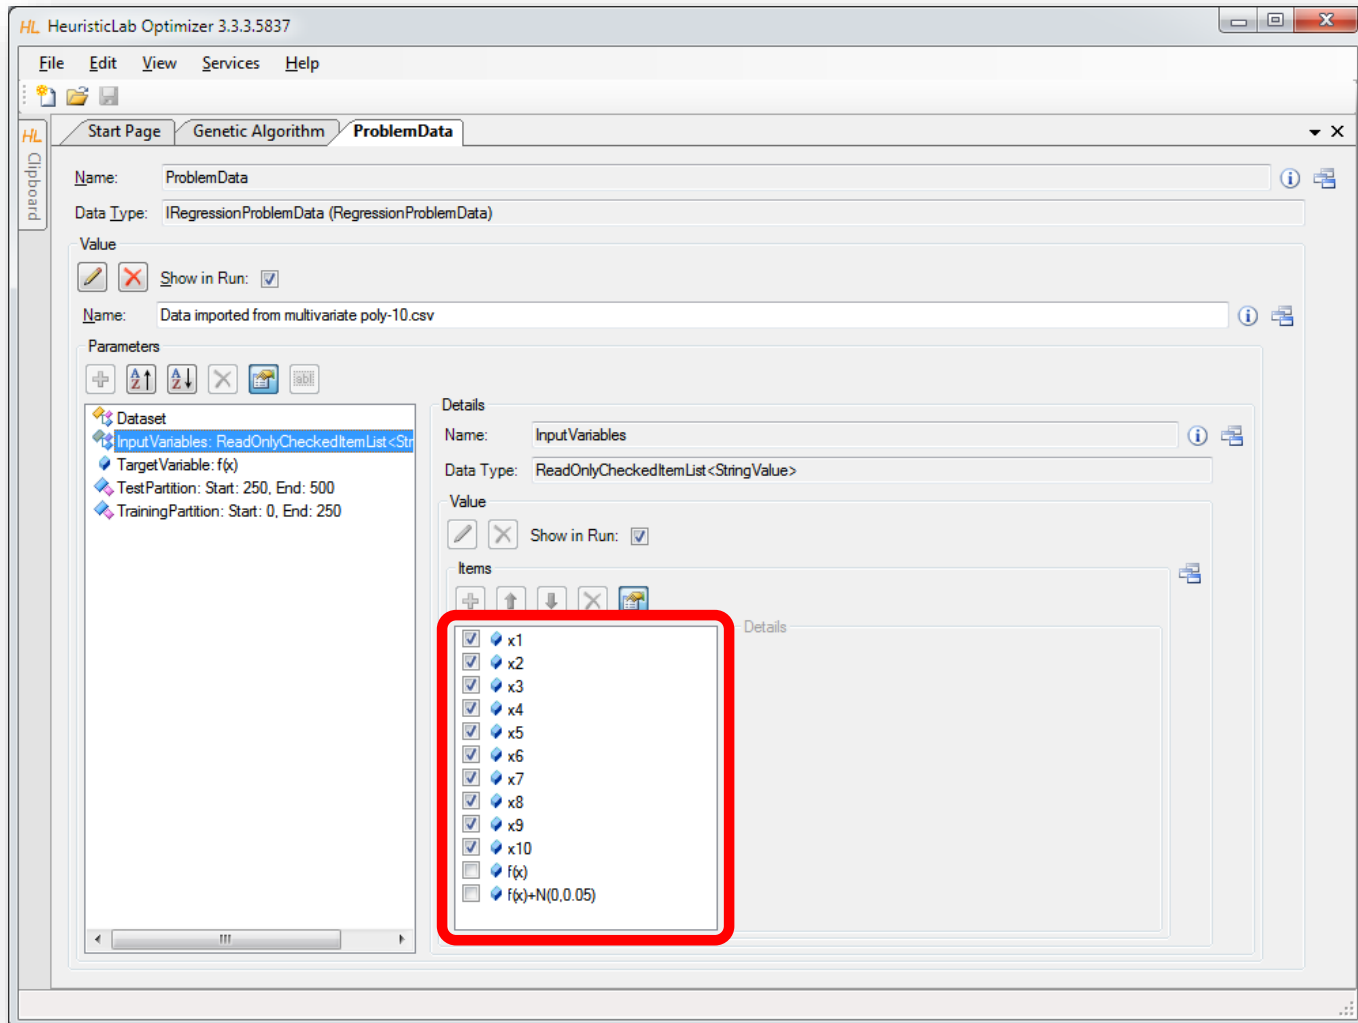 HL HeuristicLab Optimizer 3.3.3.5837
File Edit View Services Help
HL Clipboard
Start Page Genetic Algorithm ProblemData
Name: ProblemData
Data Type: IRegressionProblemData (RegressionProblemData)
Value
Show in Run:
Name: Data imported from multivariate poly-10.csv
Parameters
Dataset
InputVariables: ReadOnlyCheckedItemList<Str
TargetVariable: f(x)
TestPartition: Start: 250, End: 500
TrainingPartition: Start: 0, End: 250
Details
Name: InputVariables
Data Type: ReadOnlyCheckedItemList<StringValue>
Value
Show in Run:
Items
x1
x2
x3
x4
x5
x6
x7
x8
x9
x10
f(x)
f(x)+N(0,0.05)
Details